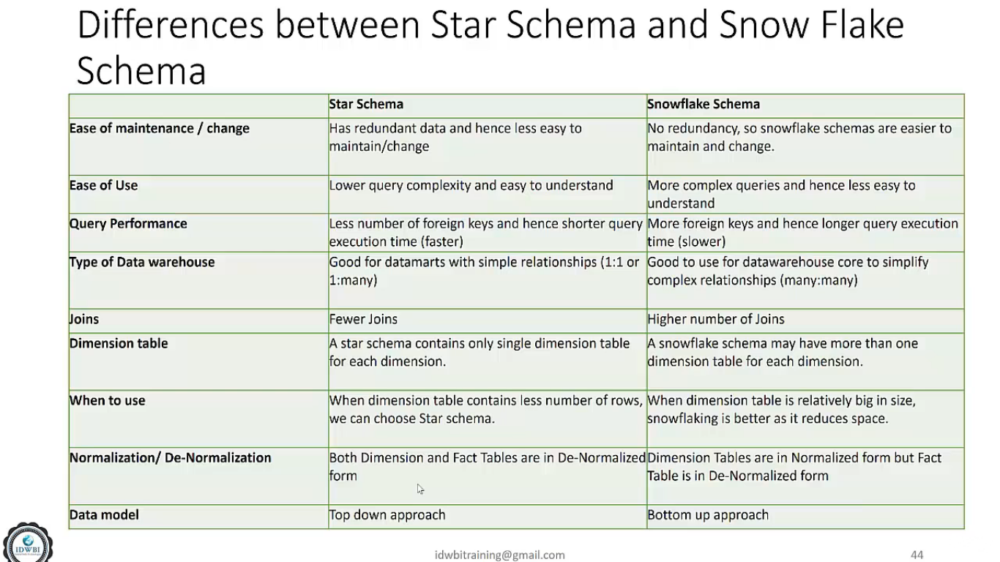 Differences between Star Schema and Snow Flake
Schema
Star Schema
Snowflake Schema
Ease of maintenance / change
Has redundant data and hence less easy to
maintain/change
No redundancy, so snowflake schemas are easier to
maintain and change.
Ease of Use
Lower query complexity and easy to understand
More complex queries and hence less easy to
understand
Query Performance
Less number of foreign keys and hence shorter query
execution time (faster)
More foreign keys and hence longer query execution
time (slower)
Type of Data warehouse
Good for datamarts with simple relationships (1:1 or
1:many)
Good to use for datawarehouse core to simplify
complex relationships (many:many)
Joins
Fewer Joins
Higher number of Joins
Dimension table
A star schema contains only single dimension table
for each dimension.
A snowflake schema may have more than one
dimension table for each dimension.
When to use
When dimension table contains less number of rows,
we can choose Star schema.
When dimension table is relatively big in size,
snowflaking is better as it reduces space.
Normalization/ De-Normalization
Both Dimension and Fact Tables are in De-Normalized
form
Dimension Tables are in Normalized form but Fact
Table is in De-Normalized form
Data model
Top down approach
Bottom up approach
IDWBI
idwbitraining@gmail.com
44